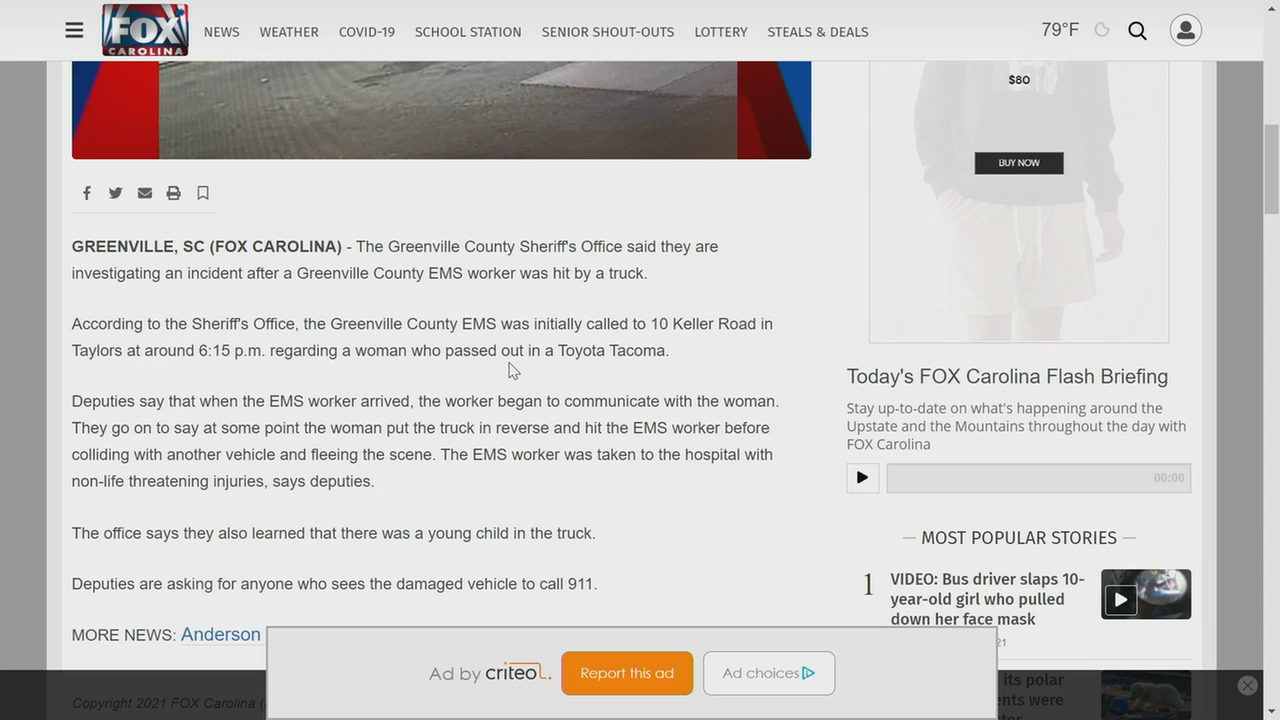 FOX
CAROLINA
NEWS
WEATHER
COVID-19
SCHOOL STATION
SENIOR SHOUT-OUTS
LOTTERY
STEALS & DEALS
79°F
GREENVILLE, SC (FOX CAROLINA) - The Greenville County Sheriff's Office said they are
investigating an incident after a Greenville County EMS worker was hit by a truck.
According to the Sheriff's Office, the Greenville County EMS was initially called to 10 Keller Road in
Taylors at around 6:15 p.m. regarding a woman who passed out in a Toyota Tacoma.
Deputies say that when the EMS worker arrived, the worker began to communicate with the woman.
They go on to say at some point the woman put the truck in reverse and hit the EMS worker before
colliding with another vehicle and fleeing the scene. The EMS worker was taken to the hospital with
non-life threatening injuries, says deputies.
The office says they also learned that there was a young child in the truck.
Deputies are asking for anyone who sees the damaged vehicle to call 911.
MORE NEWS: Anderson
Copyright 2021 FOX Carolina
$80
BUY NOW
Today's FOX Carolina Flash Briefing
Stay up-to-date on what's happening around the
Upstate and the Mountains throughout the day with
FOX Carolina
00:00
MOST POPULAR STORIES
1
VIDEO: Bus driver slaps 10-
year-old girl who pulled
down her face mask
21
its polar
were
Ad by criteo.
Report this ad
Ad choices